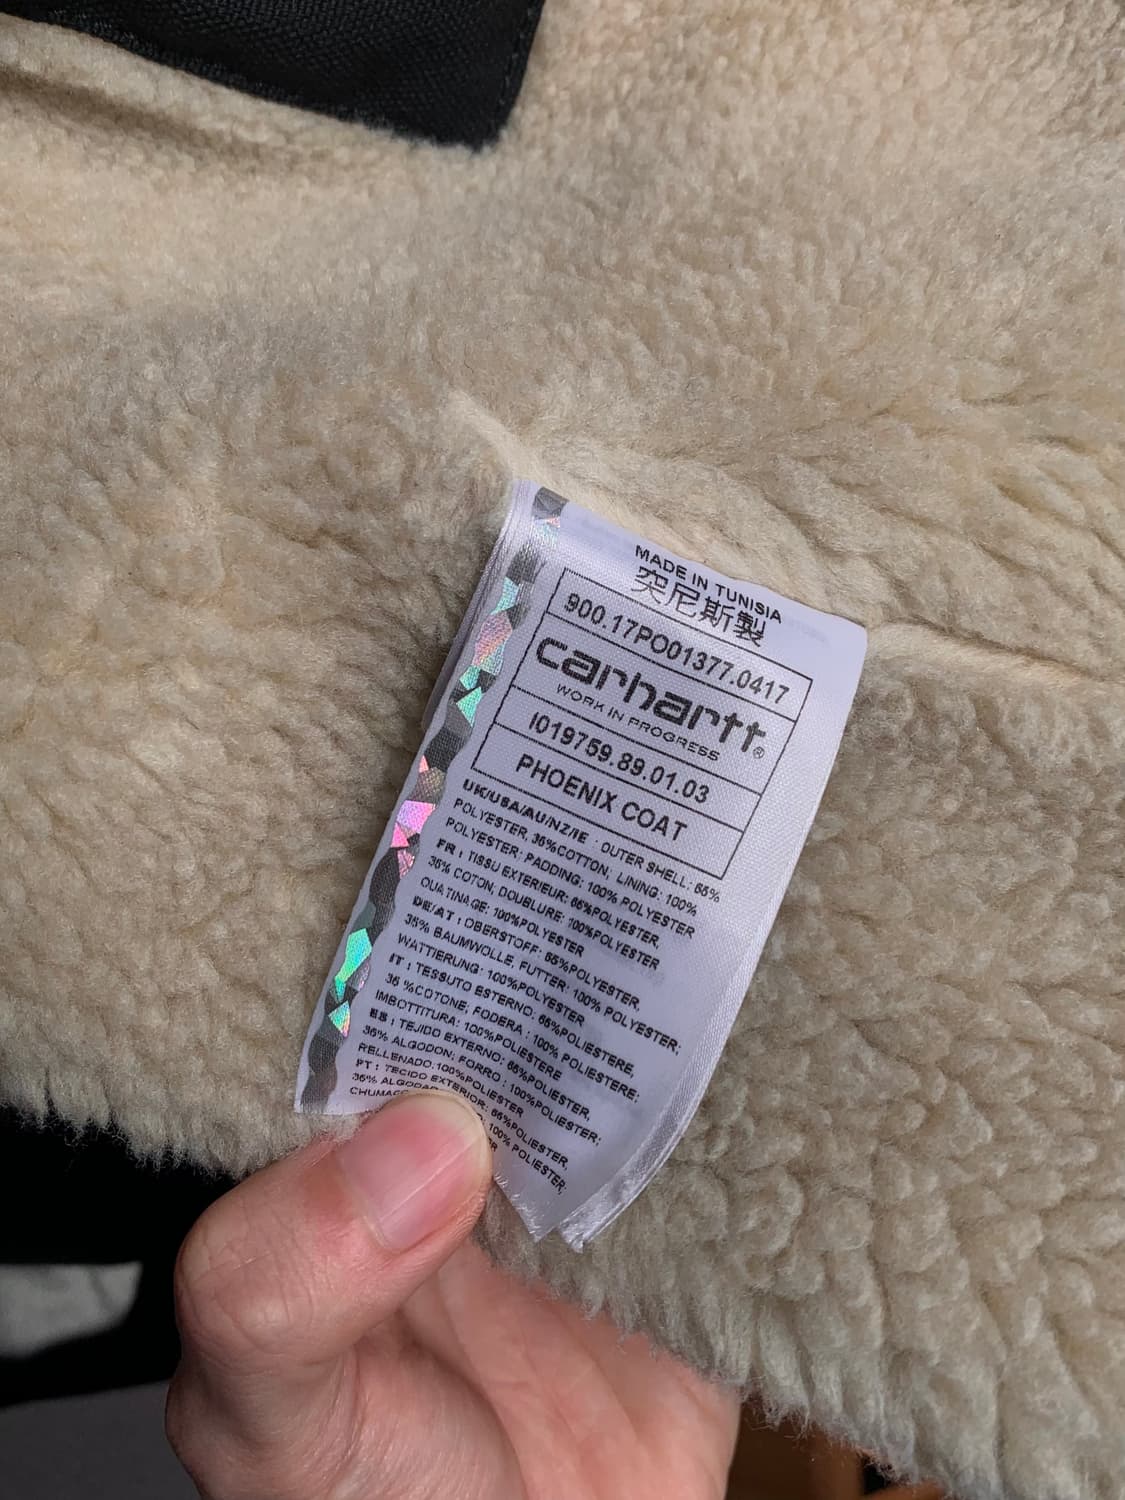 MADE IN TUNISIA
突尼斯製
900.17PO01377.0417
carhartt®
WORK IN PROGRESS
I019759.89.01.03
PHOENIX COAT
UK/USA/AU/NZ/IE : OUTER SHELL: 65%
POLYESTER, 35%COTTON; LINING: 100%
POLYESTER; PADDING: 100% POLYESTER
FR : TISSU EXTERIEUR: 65%POLYESTER,
35% COTON; DOUBLURE: 100%POLYESTER
OUATINAGE: 100%POLYESTER
DE/AT : OBERSTOFF: 65%POLYESTER,
35% BAUMWOLLE, FUTTER: 100% POLYESTER;
WATTIERUNG: 100%POLYESTER
IT : TESSUTO ESTERNO: 65%POLIESTERE,
35 %COTONE; FODERA : 100% POLIESTERE;
IMBOTTITURA: 100%POLIESTERE
ES : TEJIDO EXTERNO: 65%POLIESTER,
35% ALGODON; FORRO : 100%POLIESTER;
RELLENADO:100%POLIESTER
PT : TECIDO EXTERIOR: 65%POLIESTER,
35% 100% POLIESTER,